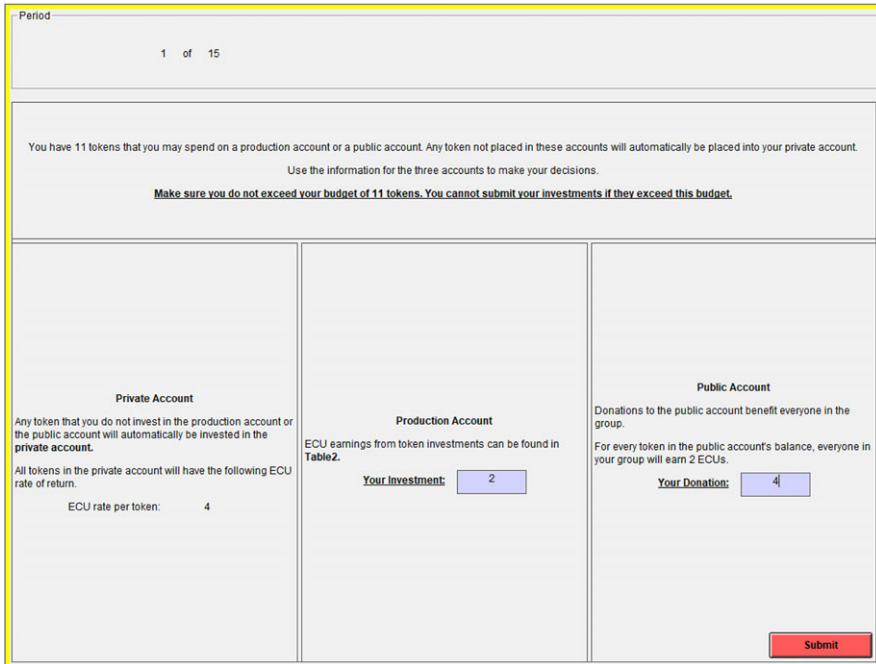 Period
1 of 15
You have 11 tokens that you may spend on a production account or a public account. Any token not placed in these accounts will automatically be placed into your private account.
Use the information for the three accounts to make your decisions.
Make sure you do not exceed your budget of 11 tokens. You cannot submit your investments if they exceed this budget.
Private Account
Any token that you do not invest in the production account or
the public account will automatically be invested in the
private account.
All tokens in the private account will have the following ECU
rate of return.
ECU rate per token: 4
Production Account
ECU earnings from token investments can be found in
Table2.
Your Investment: 2
Public Account
Donations to the public account benefit everyone in the
group.
For every token in the public account's balance, everyone in
your group will earn 2 ECUs.
Your Donation: 4
Submit